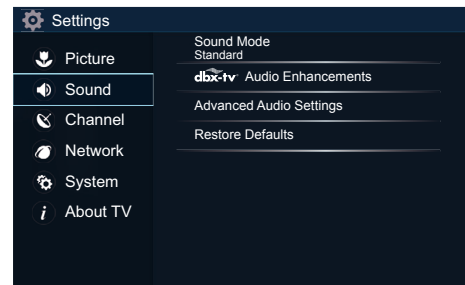 Settings
Picture
Sound
Channel
Network
System
About TV
Sound Mode
Standard
dbx-tv Audio Enhancements
Advanced Audio Settings
Restore Defaults